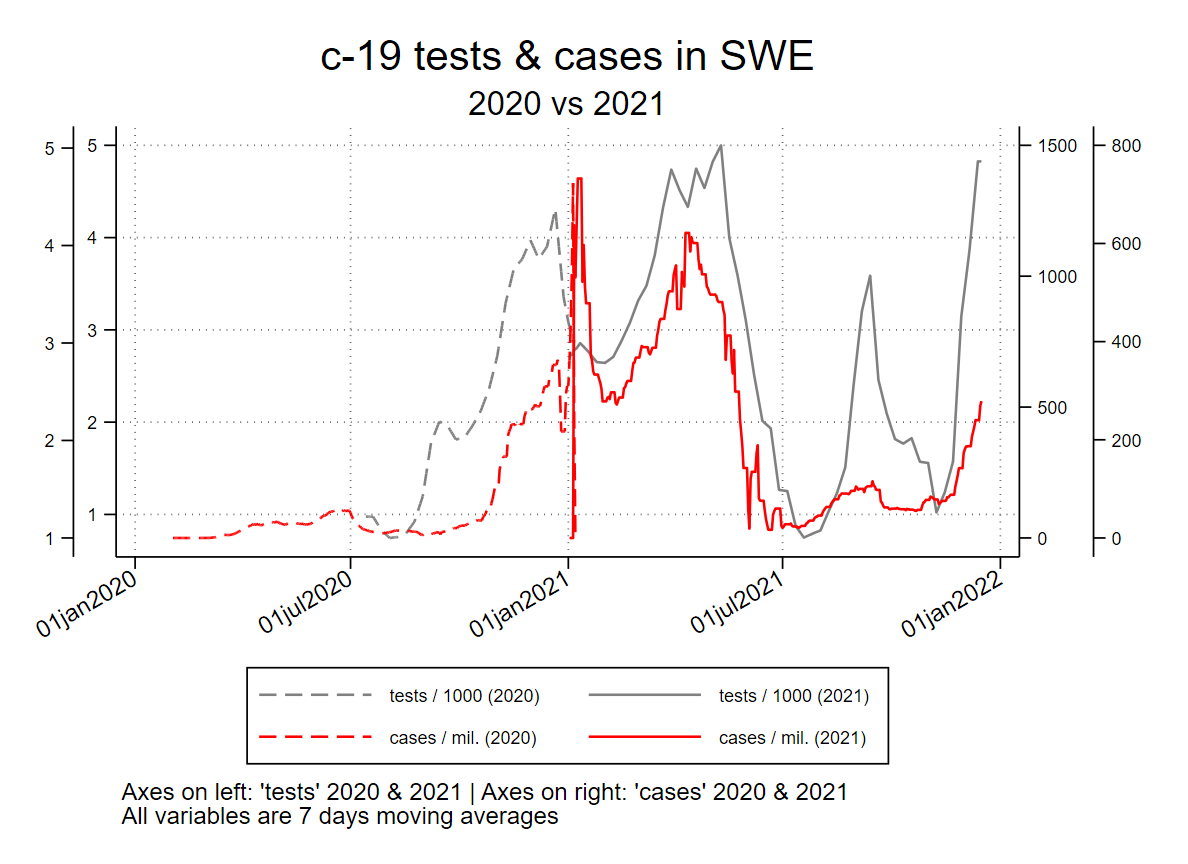 c-19 tests & cases in SWE
2020 vs 2021
5 5 1500 800
4 4 1000 600
3 3 400
2 2 500 200
1 1 0 0
01jan2020 01jul2020 01jan2021 01jul2021 01jan2022
tests / 1000 (2020) tests / 1000 (2021)
cases / mil. (2020) cases / mil. (2021)
Axes on left: 'tests' 2020 & 2021 | Axes on right: 'cases' 2020 & 2021
All variables are 7 days moving averages